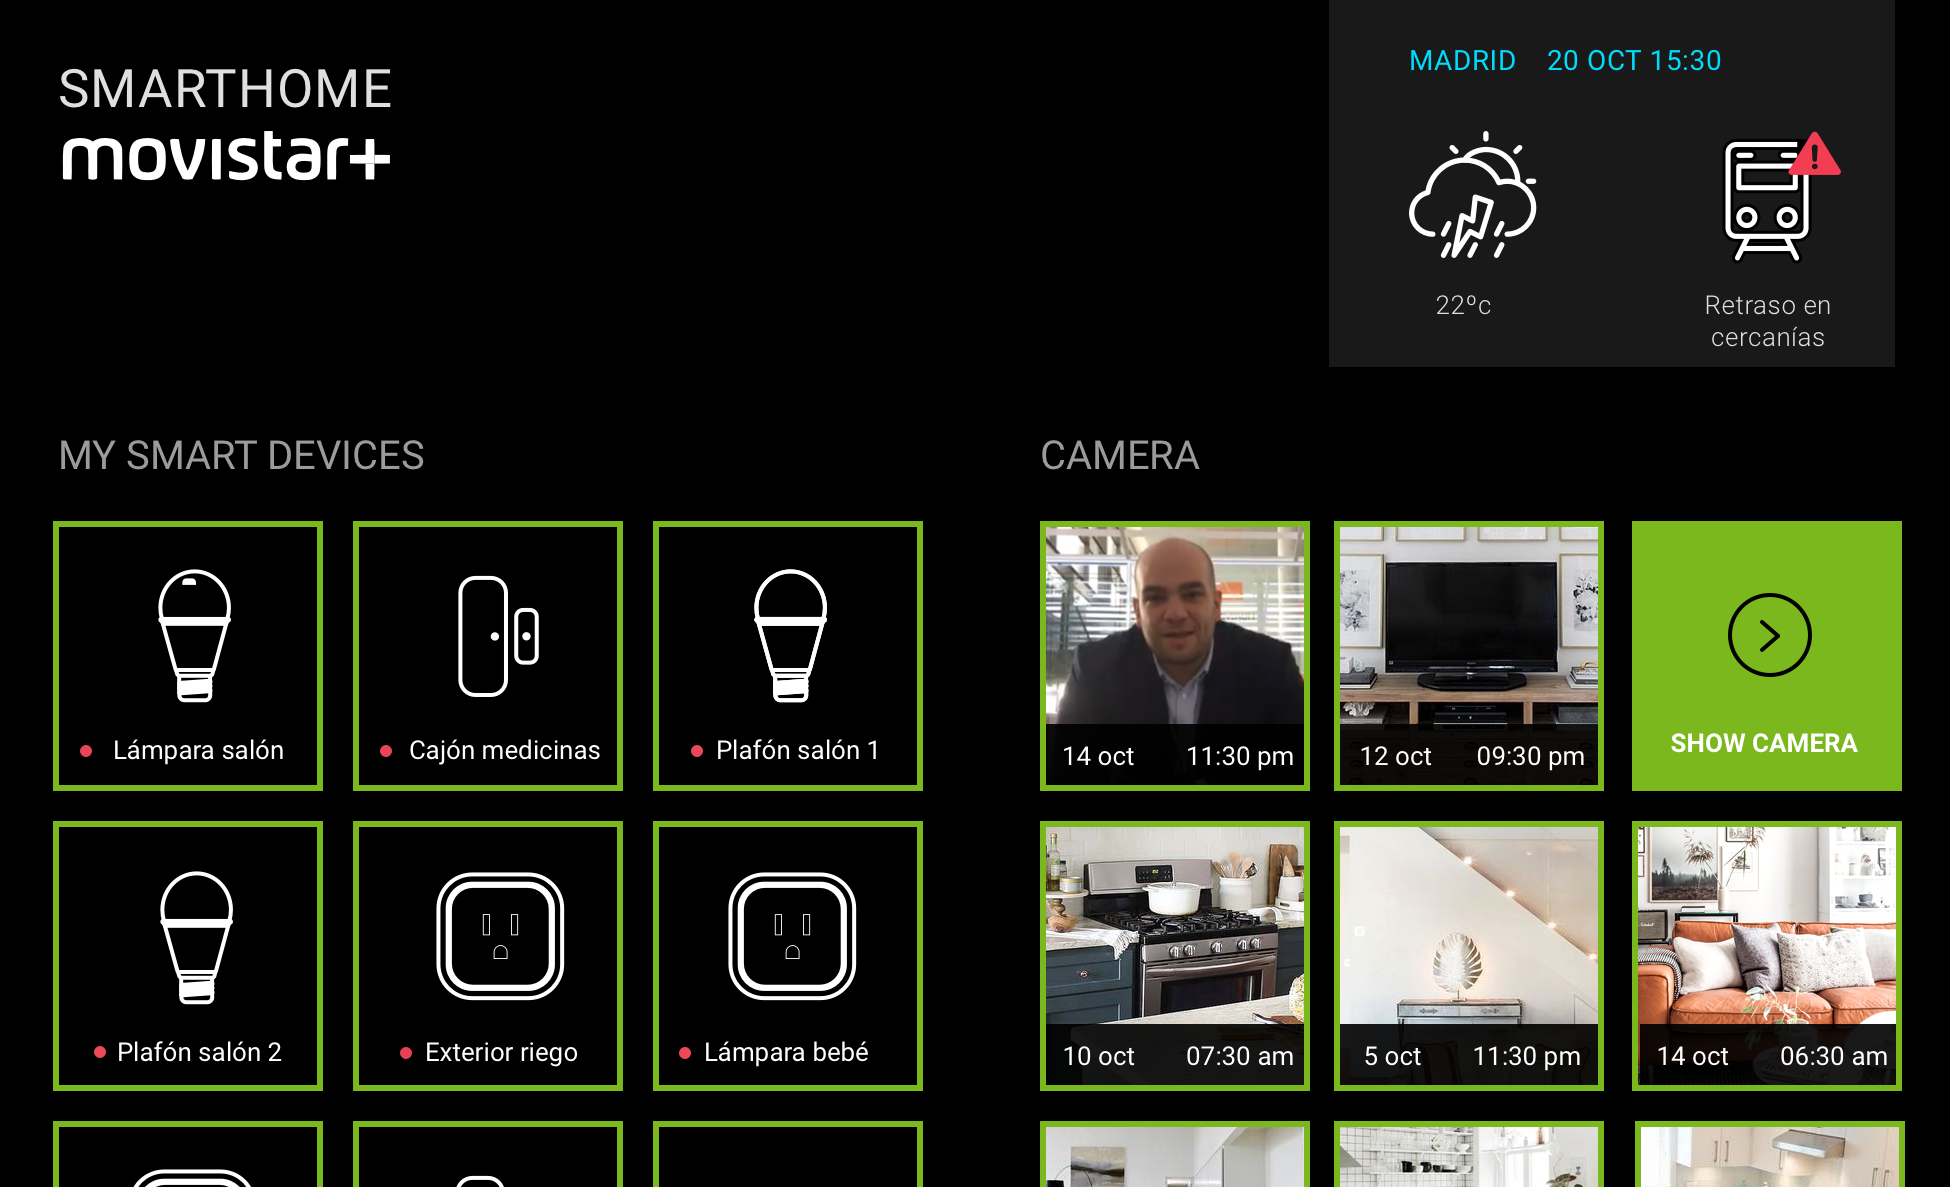 SMARTHOME
movistar+
MADRID 20 OCT 15:30
22ºc
Retraso en
cercanías
MY SMART DEVICES
Lámpara salón
Cajón medicinas
Plafón salón 1
Plafón salón 2
Exterior riego
Lámpara bebé
CAMERA
14 oct 11:30 pm
12 oct 09:30 pm
SHOW CAMERA
10 oct 07:30 am
5 oct 11:30 pm
14 oct 06:30 am